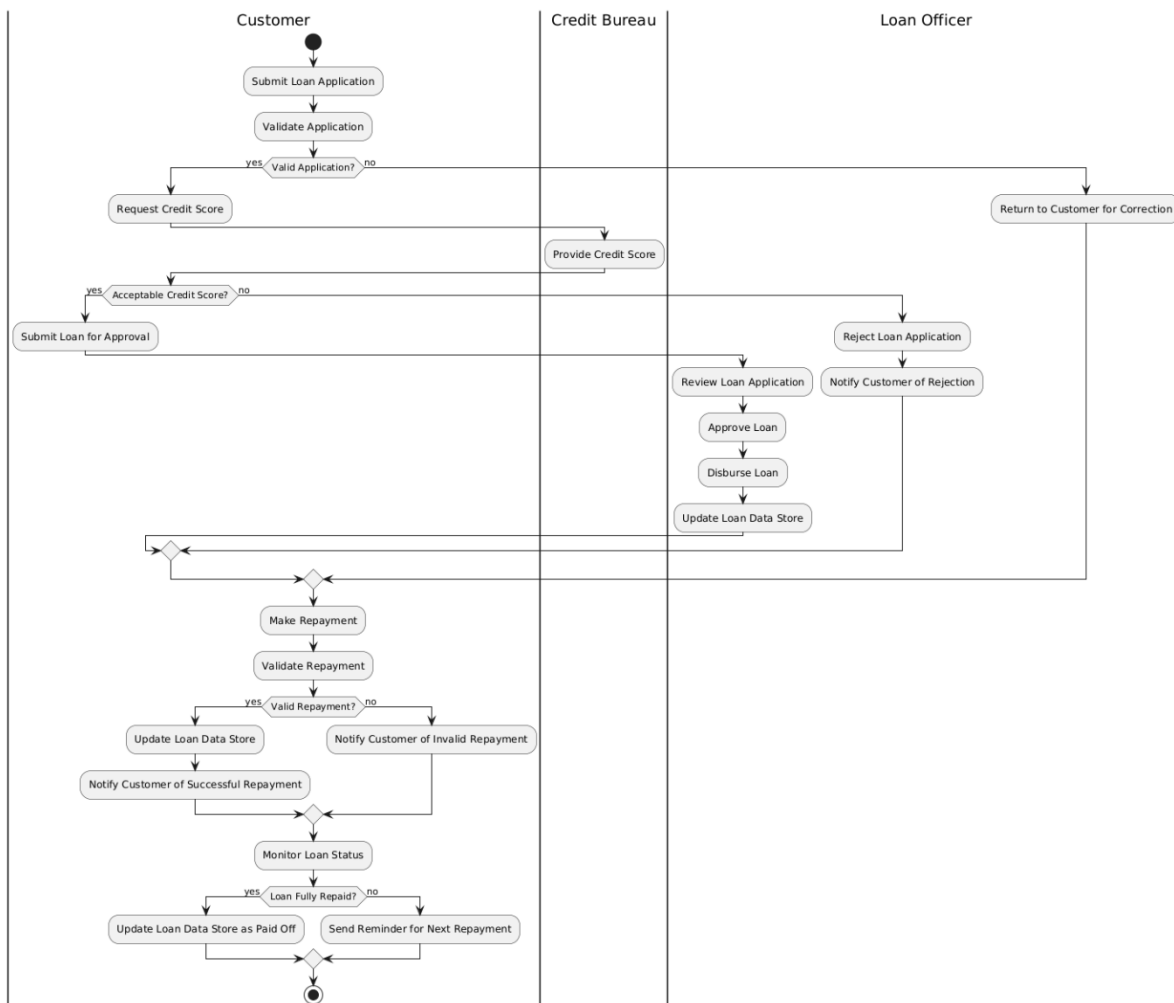 Customer
Credit Bureau
Loan Officer
Submit Loan Application
Validate Application
yes
Valid Application?
no
Request Credit Score
Return to Customer for Correction
Provide Credit Score
yes
Acceptable Credit Score?
no
Submit Loan for Approval
Reject Loan Application
Review Loan Application
Notify Customer of Rejection
Approve Loan
Disburse Loan
Update Loan Data Store
Make Repayment
Validate Repayment
yes
Valid Repayment?
no
Update Loan Data Store
Notify Customer of Invalid Repayment
Notify Customer of Successful Repayment
Monitor Loan Status
yes
Loan Fully Repaid?
no
Update Loan Data Store as Paid Off
Send Reminder for Next Repayment